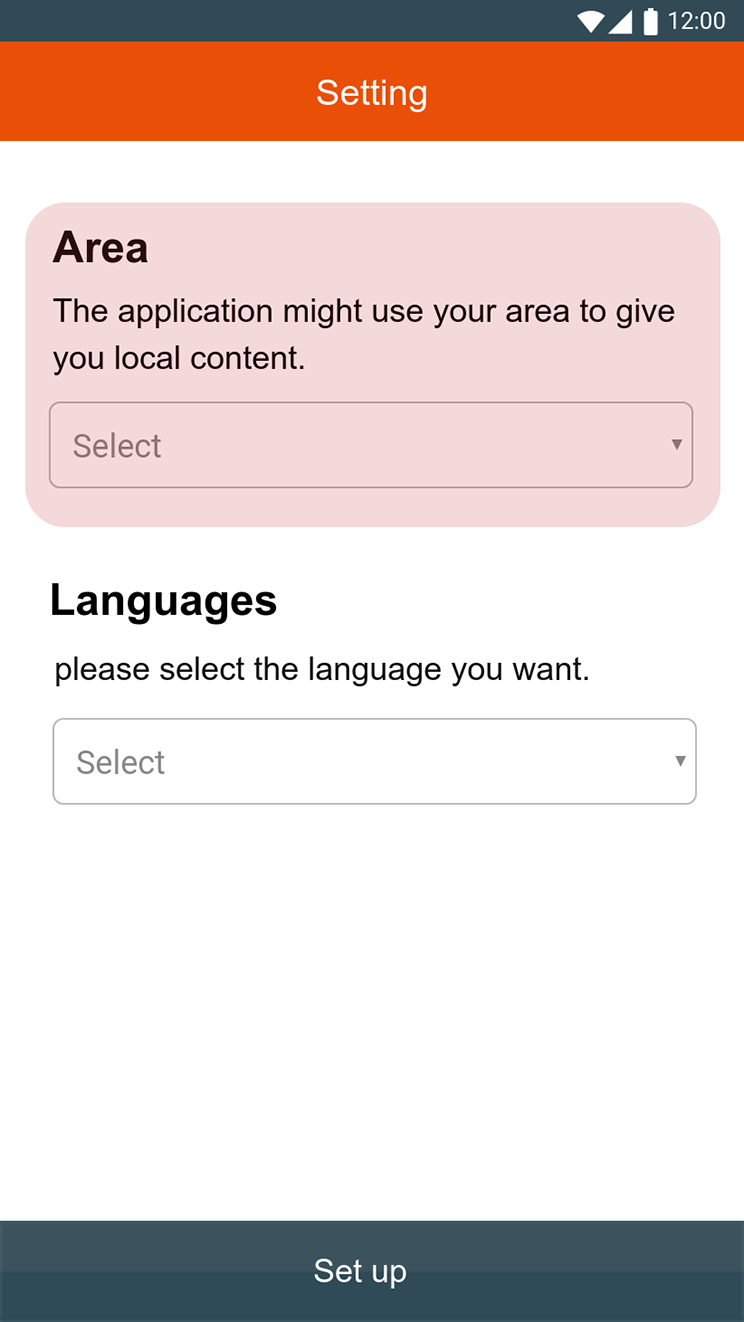 12:00
Setting
Area
The application might use your area to give
you local content.
Select
Languages
please select the language you want.
Select
Set up